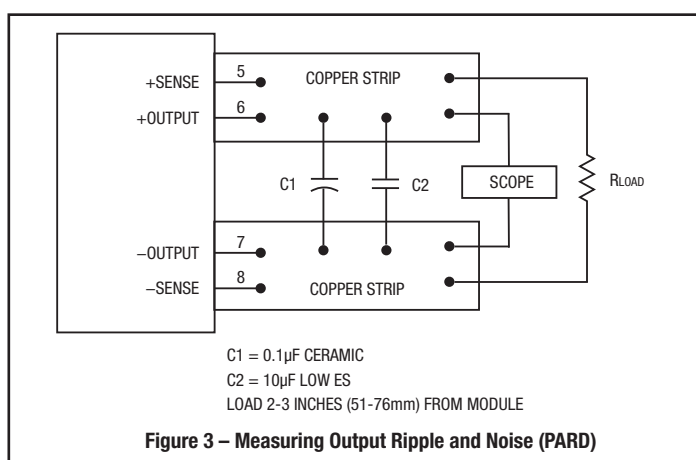 +SENSE 5 COPPER STRIP
+OUTPUT 6
C1 C2 SCOPE RLOAD
–OUTPUT 7
–SENSE 8 COPPER STRIP
C1 = 0.1µF CERAMIC
C2 = 10µF LOW ES
LOAD 2-3 INCHES (51-76mm) FROM MODULE
Figure 3 – Measuring Output Ripple and Noise (PARD)